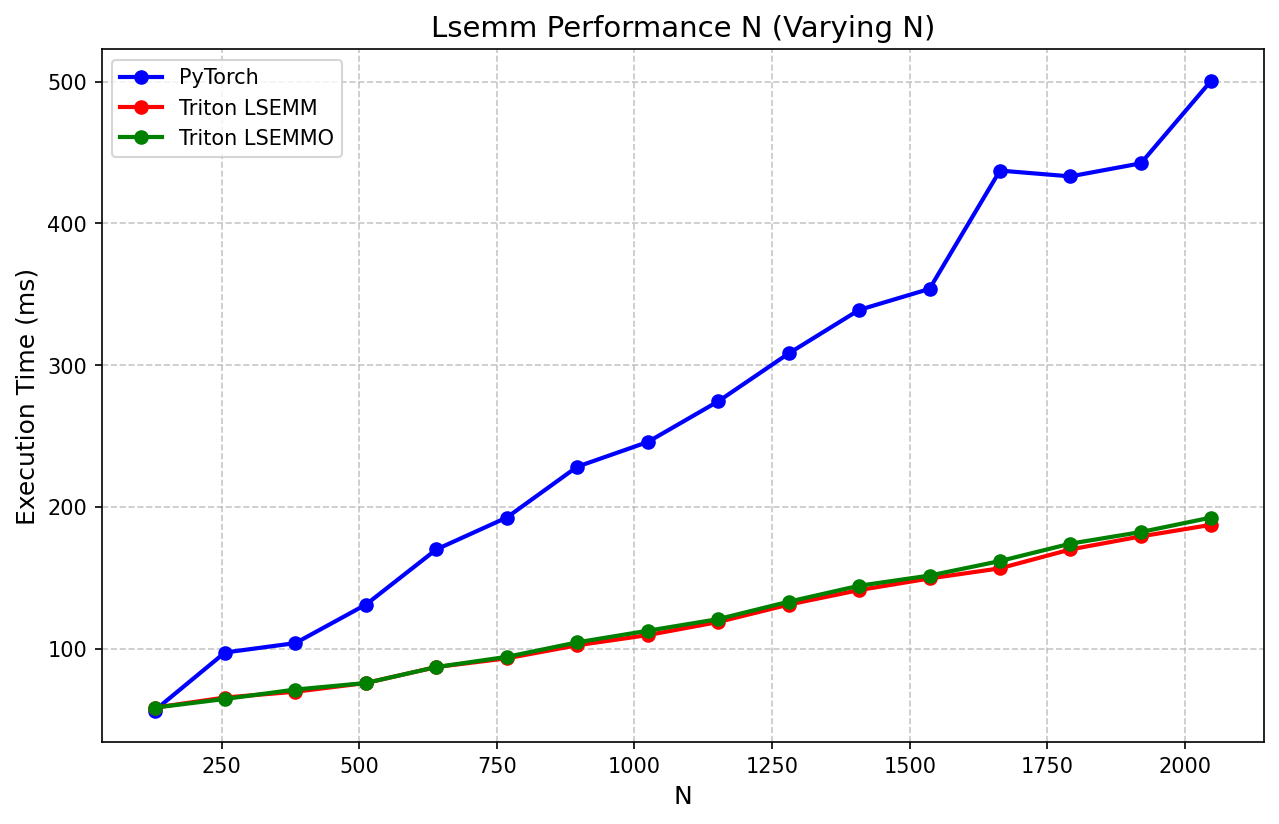 Lsemm Performance N (Varying N)
PyTorch
Triton LSEMM
Triton LSEMMO
Execution Time (ms)
500
400
300
200
100
250 500 750 1000 1250 1500 1750 2000
N